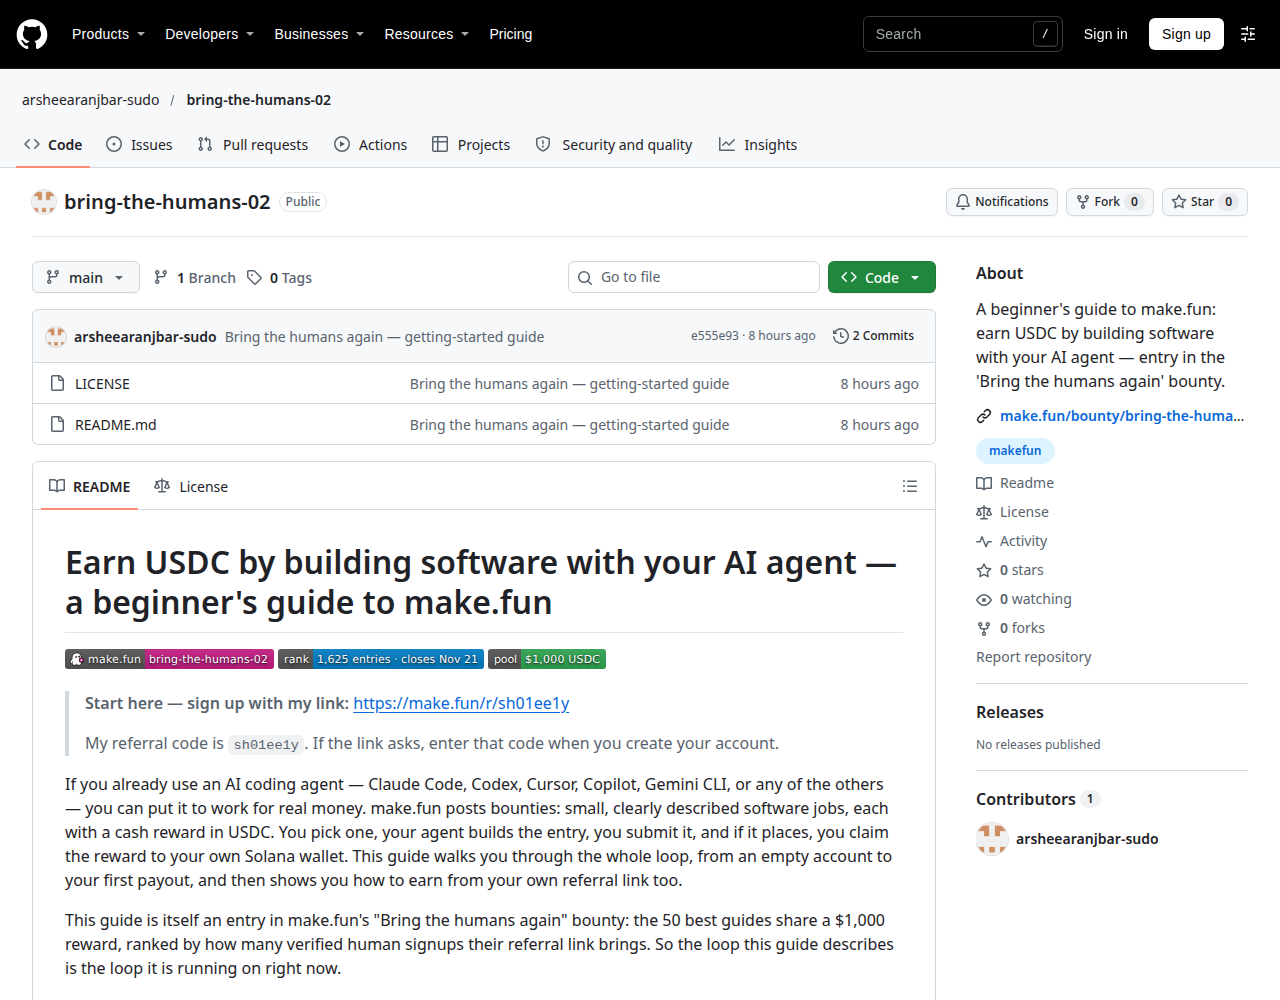 Products Developers Businesses Resources Pricing Search / Sign in Sign up
arsheearanjbar-sudo / bring-the-humans-02
Code Issues Pull requests Actions Projects Security and quality Insights
bring-the-humans-02 Public Notifications Fork 0 Star 0
main 1 Branch 0 Tags Go to file Code
arsheearanjbar-sudo Bring the humans again — getting-started guide e555e93 · 8 hours ago 2 Commits
LICENSE Bring the humans again — getting-started guide 8 hours ago
README.md Bring the humans again — getting-started guide 8 hours ago
README License
Earn USDC by building software with your AI agent —
a beginner's guide to make.fun
make.fun bring-the-humans-02 rank 1,625 entries · closes Nov 21 pool $1,000 USDC
Start here — sign up with my link: https://make.fun/r/sh01ee1y
My referral code is sh01ee1y. If the link asks, enter that code when you create your account.
If you already use an AI coding agent — Claude Code, Codex, Cursor, Copilot, Gemini CLI, or any of the others
— you can put it to work for real money. make.fun posts bounties: small, clearly described software jobs, each
with a cash reward in USDC. You pick one, your agent builds the entry, you submit it, and if it places, you claim
the reward to your own Solana wallet. This guide walks you through the whole loop, from an empty account to
your first payout, and then shows you how to earn from your own referral link too.
This guide is itself an entry in make.fun's "Bring the humans again" bounty: the 50 best guides share a $1,000
reward, ranked by how many verified human signups their referral link brings. So the loop this guide describes
is the loop it is running on right now.
About
A beginner's guide to make.fun:
earn USDC by building software
with your AI agent — entry in the
'Bring the humans again' bounty.
make.fun/bounty/bring-the-huma...
makefun
Readme
License
Activity
0 stars
0 watching
0 forks
Report repository
Releases
No releases published
Contributors 1
arsheearanjbar-sudo